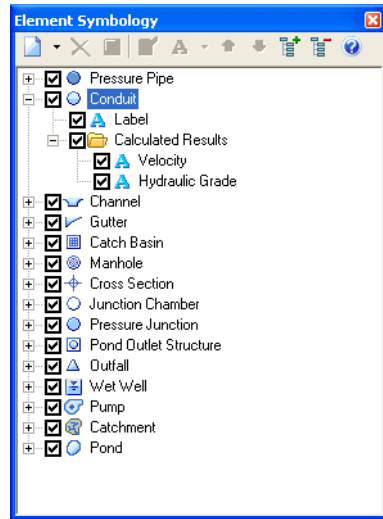 Element Symbology
Pressure Pipe
Conduit
Label
Calculated Results
Velocity
Hydraulic Grade
Channel
Gutter
Catch Basin
Manhole
Cross Section
Junction Chamber
Pressure Junction
Pond Outlet Structure
Outfall
Wet Well
Pump
Catchment
Pond